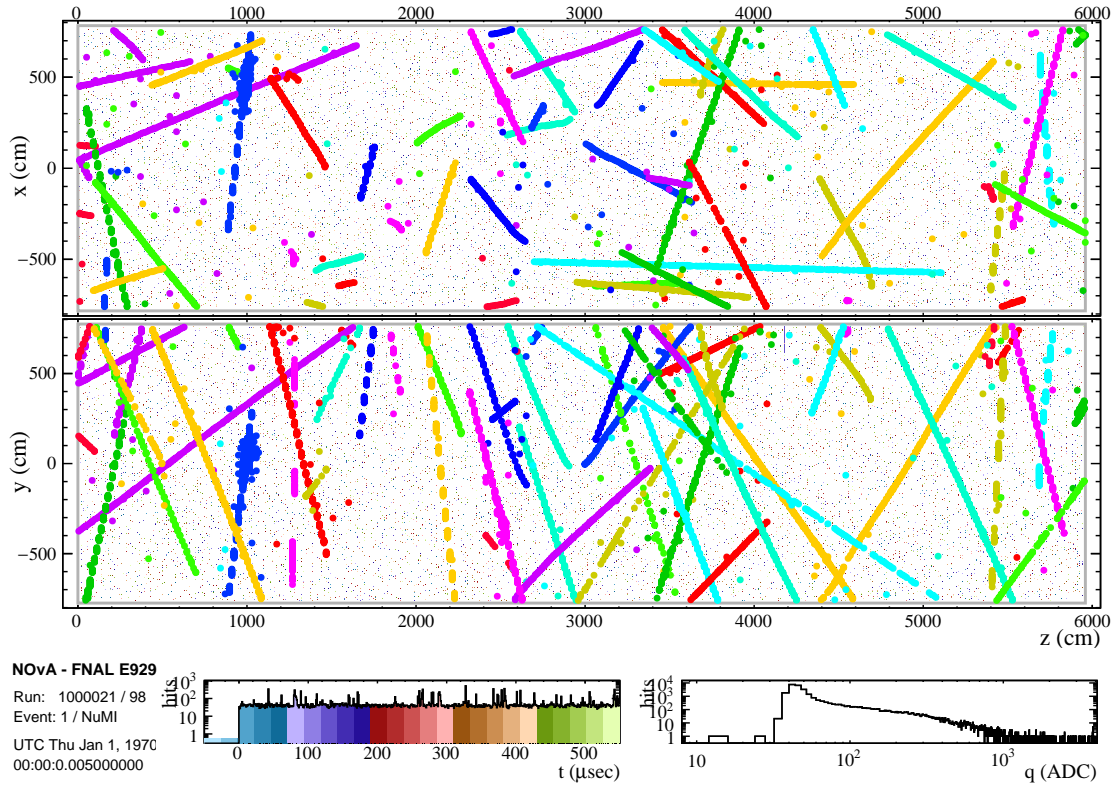 0 1000 2000 3000 4000 5000 6000
x (cm)
500
0
−500
y (cm)
500
0
−500
0 1000 2000 3000 4000 5000 6000
z (cm)
NOvA - FNAL E929
Run: 1000021 / 98
Event: 1 / NuMI
UTC Thu Jan 1, 1970
00:00:0.005000000
hits
10³
10²
10
1
0 100 200 300 400 500
t (μsec)
hits
10⁴
10³
10²
10
1
10 10² 10³
q (ADC)